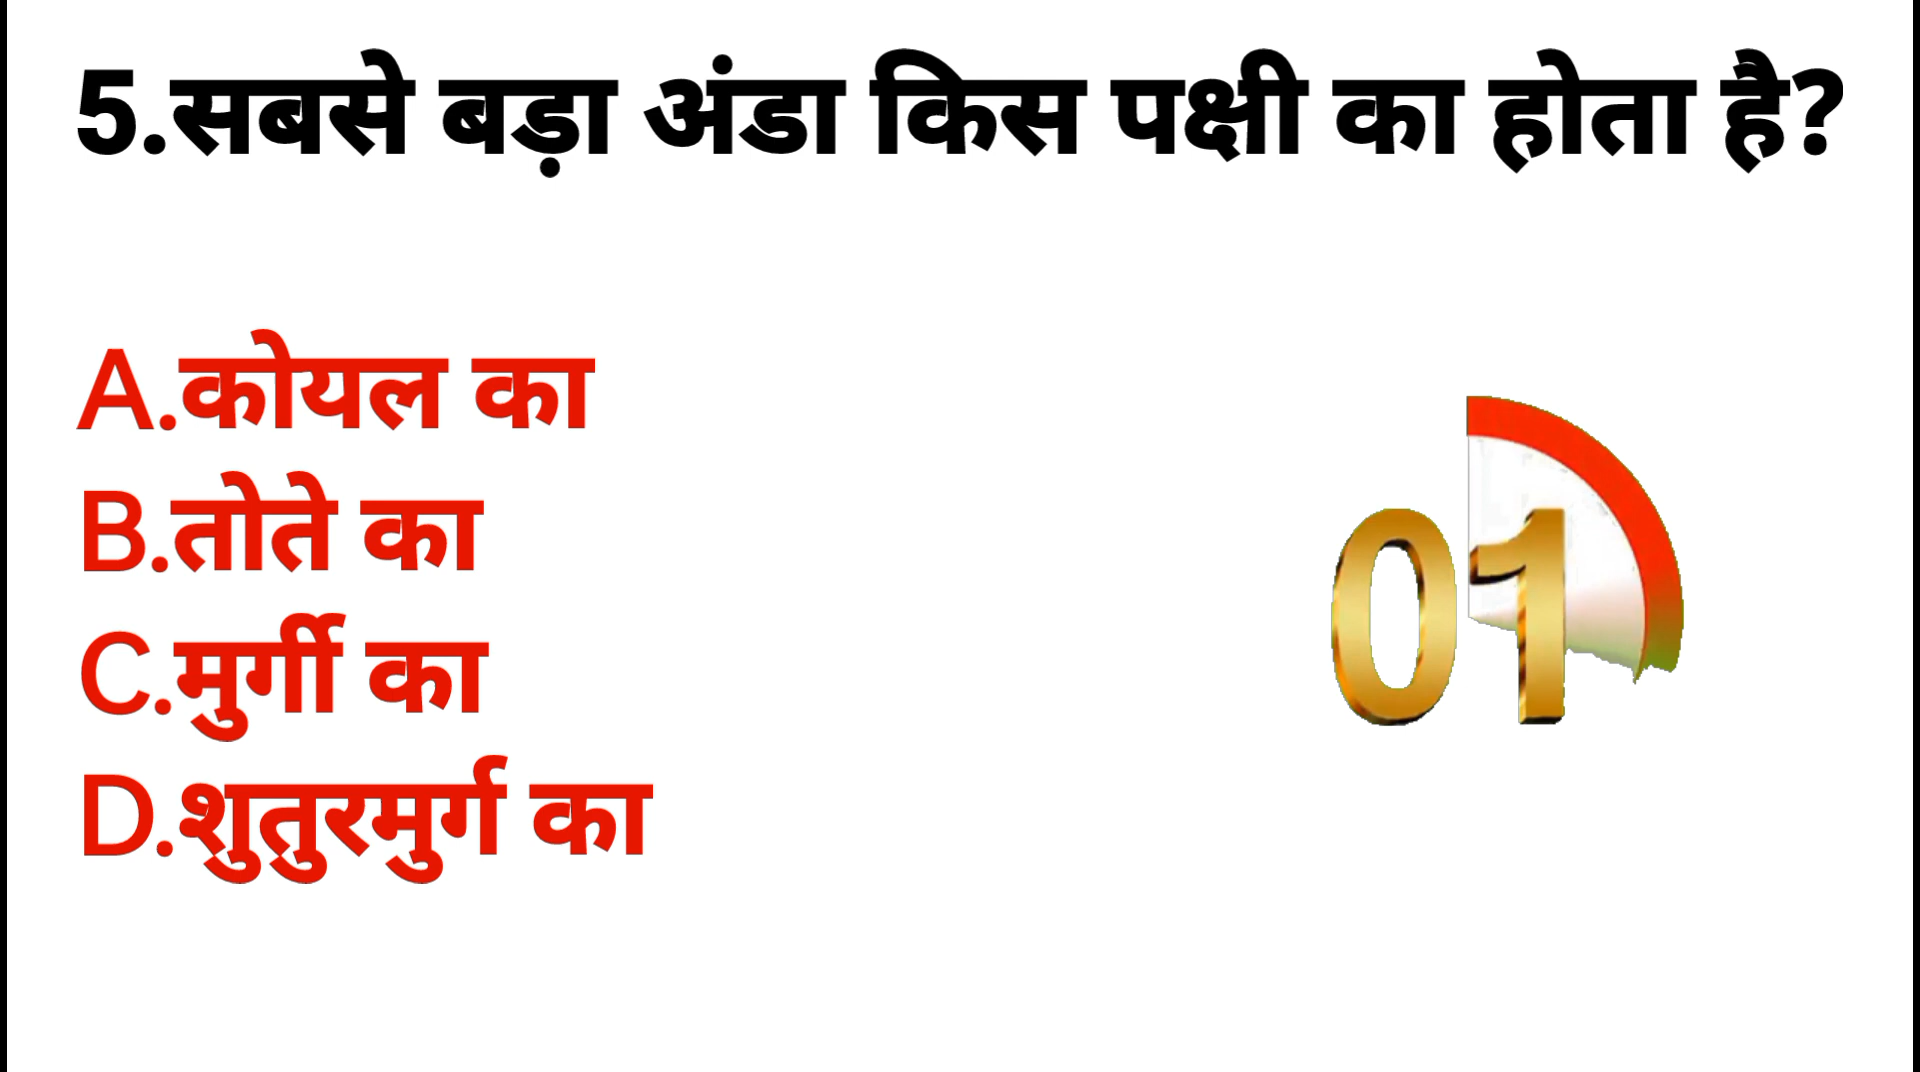 5.सबसे बड़ा अंडा किस पक्षी का होता है?
A.कोयल का
B.तोते का
C.मुर्गी का
D.शुतुरमुर्ग का
01